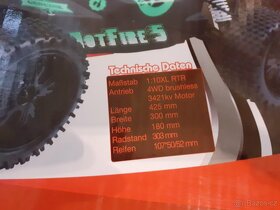 HOTFIRE 5
Technische Daten
Maßstab 1:10XL RTR
Antrieb 4WD brushless
3421kv Motor
Länge 425 mm
Breite 300 mm
Höhe 180 mm
Radstand 303 mm
Reifen 107*50/52 mm
Bazos.cz